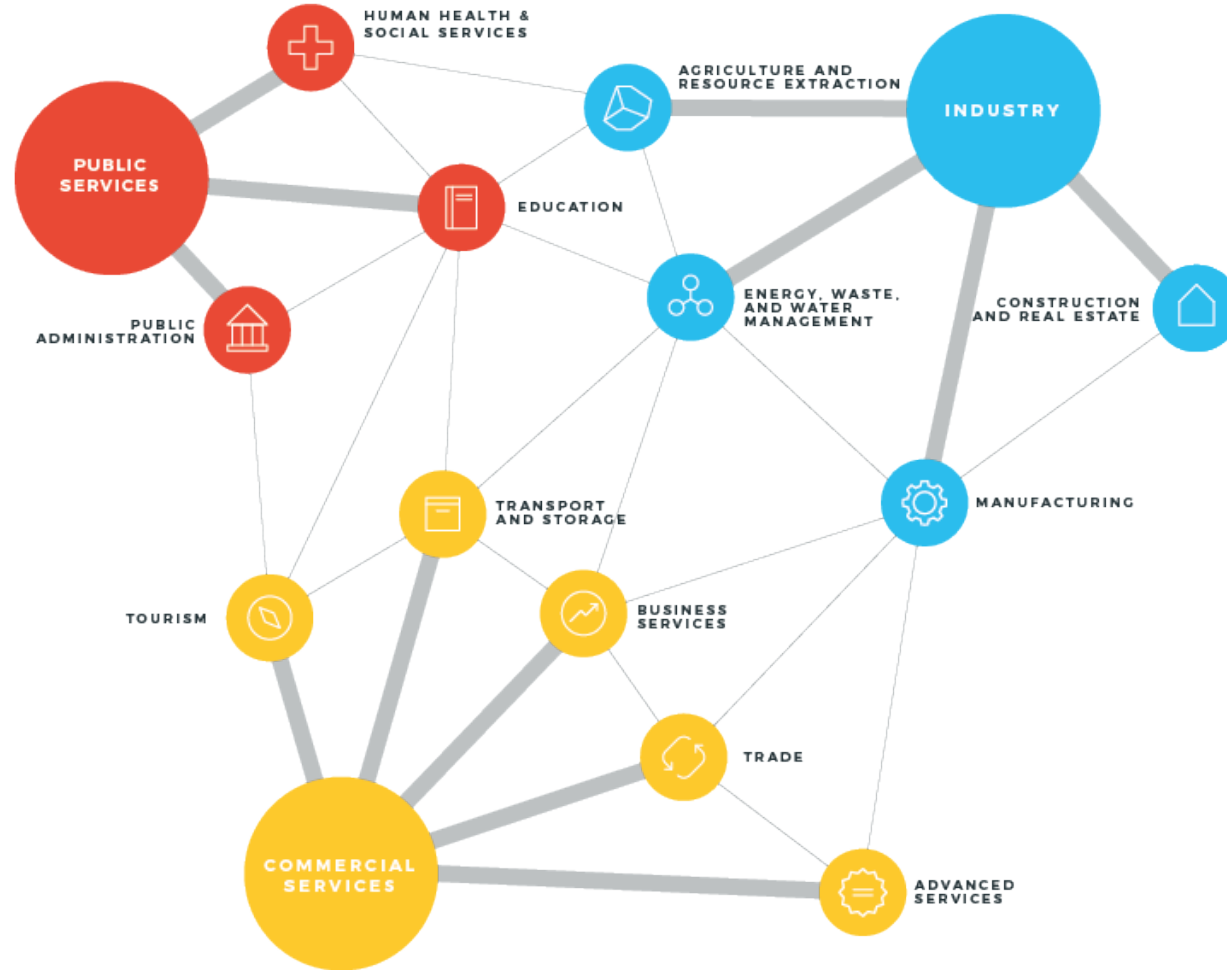 HUMAN HEALTH &
SOCIAL SERVICES
AGRICULTURE AND
RESOURCE EXTRACTION
INDUSTRY
PUBLIC
SERVICES
EDUCATION
ENERGY, WASTE,
AND WATER
MANAGEMENT
CONSTRUCTION
AND REAL ESTATE
PUBLIC
ADMINISTRATION
TRANSPORT
AND STORAGE
MANUFACTURING
TOURISM
BUSINESS
SERVICES
TRADE
COMMERCIAL
SERVICES
ADVANCED
SERVICES